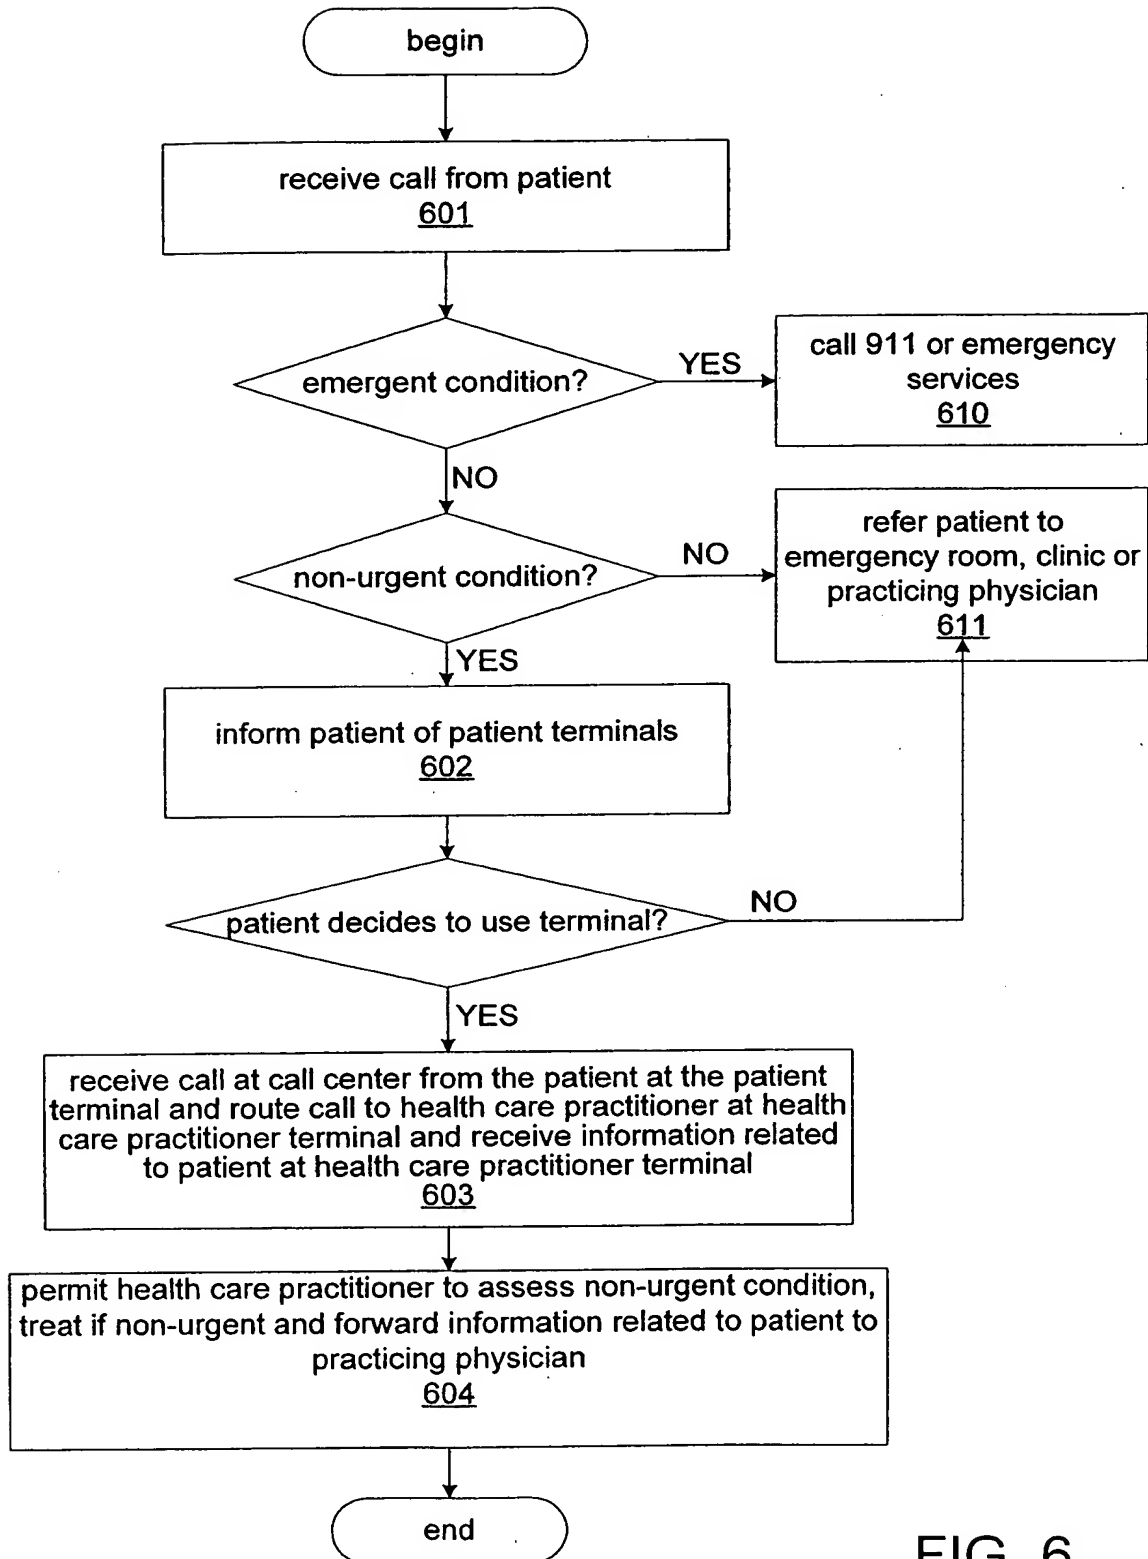 begin
receive call from patient
601
emergent condition?
YES
call 911 or emergency
services
610
NO
non-urgent condition?
NO
refer patient to
emergency room, clinic or
practicing physician
611
YES
inform patient of patient terminals
602
patient decides to use terminal?
NO
YES
receive call at call center from the patient at the patient
terminal and route call to health care practitioner at health
care practitioner terminal and receive information related
to patient at health care practitioner terminal
603
permit health care practitioner to assess non-urgent condition,
treat if non-urgent and forward information related to patient to
practicing physician
604
end
FIG. 6